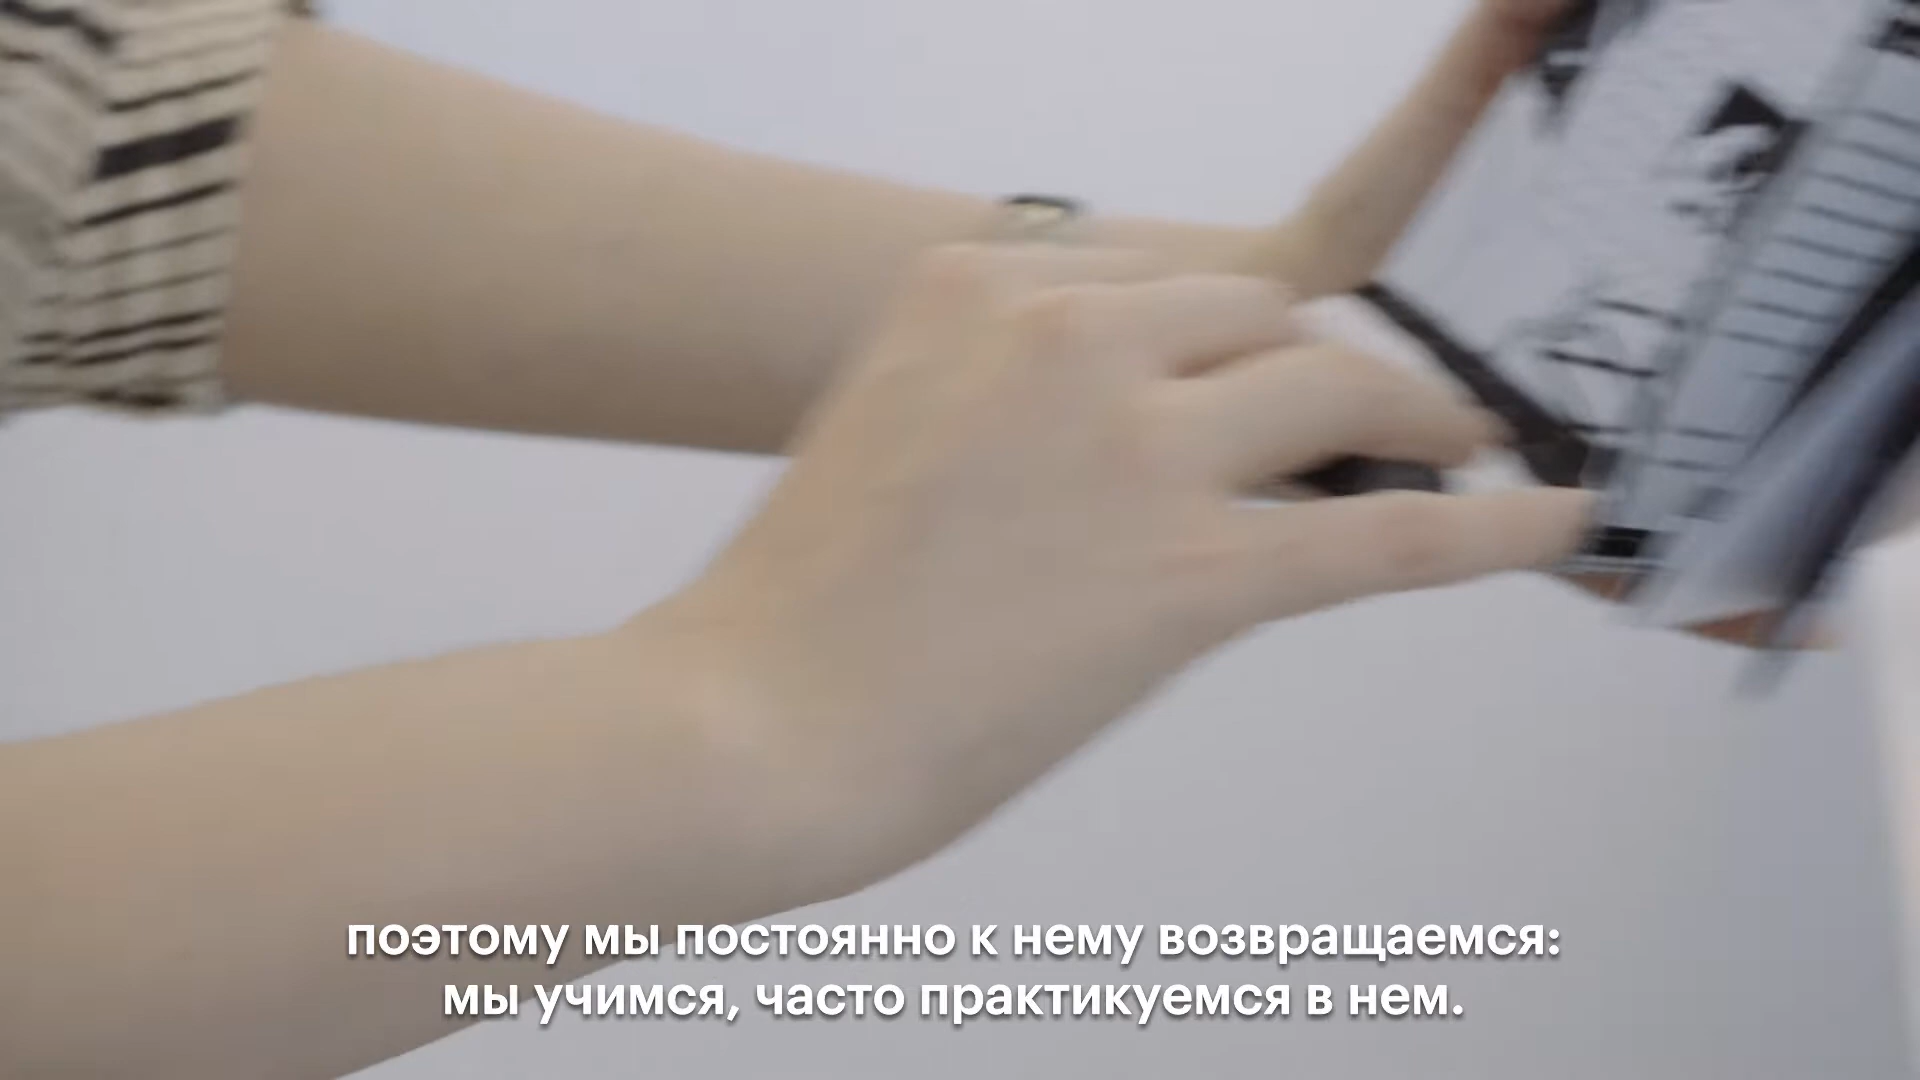 поэтому мы постоянно к нему возвращаемся:
мы учимся, часто практикуемся в нем.